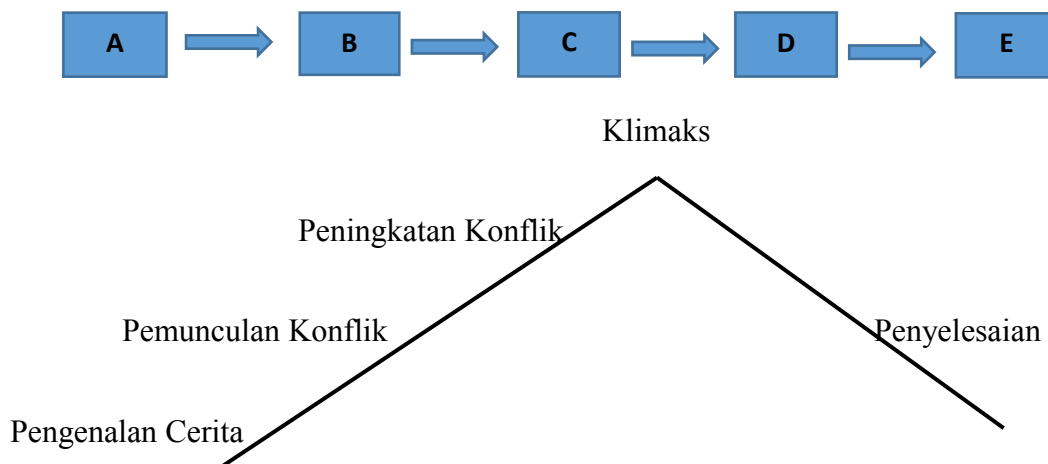 A B C D E
Klimaks
Peningkatan Konflik
Pemunculan Konflik
Penyelesaian
Pengenalan Cerita